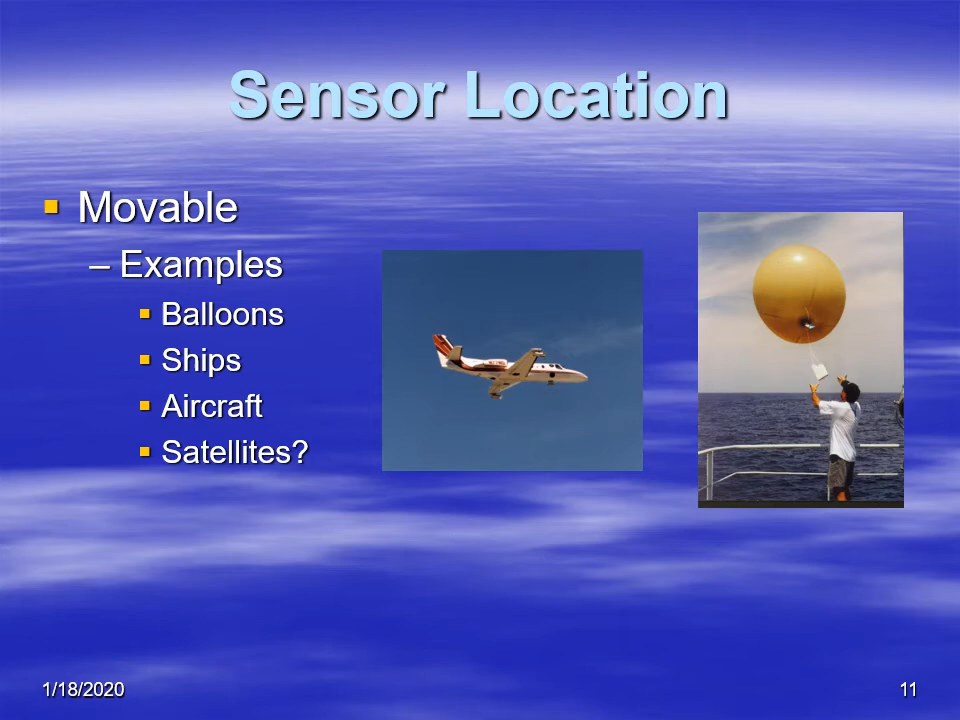 Sensor Location
▪ Movable
– Examples
▪ Balloons
▪ Ships
▪ Aircraft
▪ Satellites?
1/18/2020
11